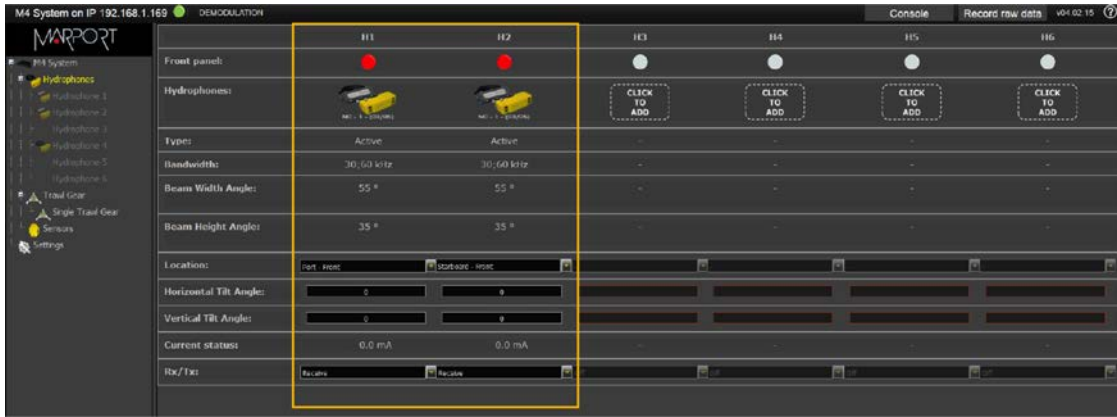 M4 System on IP 192.168.1.169 DEMODULATION Console Record raw data v04.02.15 ?
MARPORT
M4 System
Hydrophones
Hydrophone 1
Hydrophone 2
Hydrophone 3
Hydrophone 4
Hydrophone 5
Hydrophone 6
Trawl Gear
Single Trawl Gear
Sensors
Settings
H1 H2 H3 H4 H5 H6
Front panel:
Hydrophones: CLICK TO ADD CLICK TO ADD CLICK TO ADD CLICK TO ADD
Type: Active Active - - - -
Bandwidth: 30;60 kHz 30;60 kHz - - - -
Beam Width Angle: 55 ° 55 ° - - - -
Beam Height Angle: 35 ° 35 ° - - - -
Location: Port - Front Starboard - Front
Horizontal Tilt Angle: 0 0
Vertical Tilt Angle: 0 0
Current status: 0.0 mA 0.0 mA - - - -
Rx/Tx: Receive Receive Off Off Off Off